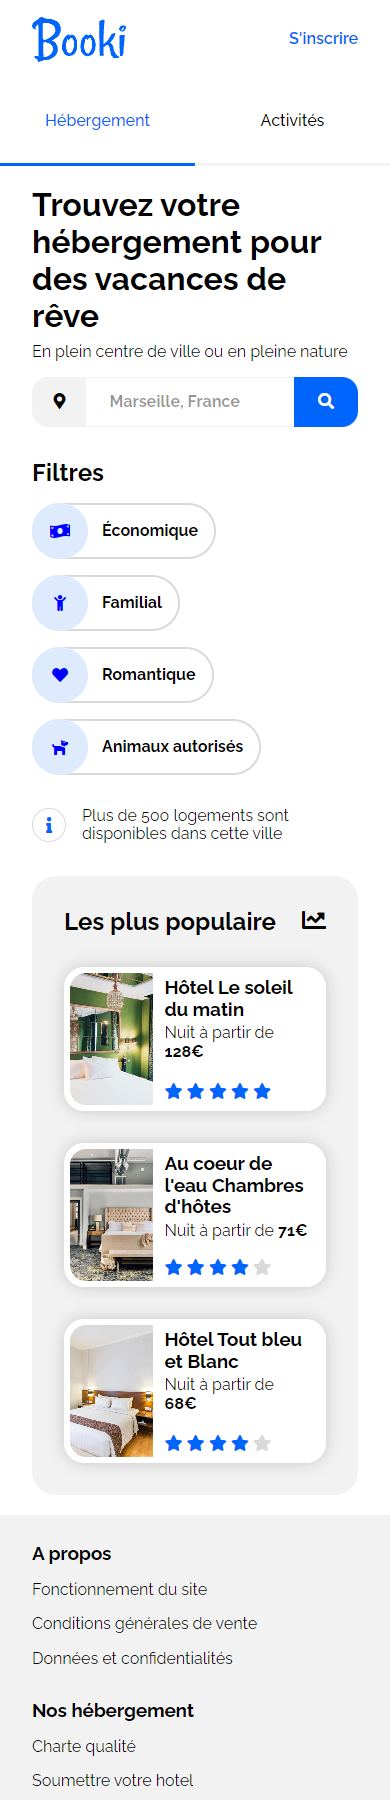 Booki
S'inscrire
Hébergement
Activités
Trouvez votre
hébergement pour
des vacances de
rêve
En plein centre de ville ou en pleine nature
Marseille, France
Filtres
Économique
Familial
Romantique
Animaux autorisés
Plus de 500 logements sont
disponibles dans cette ville
Les plus populaire
Hôtel Le soleil
du matin
Nuit à partir de
128€
Au coeur de
l'eau Chambres
d'hôtes
Nuit à partir de 71€
Hôtel Tout bleu
et Blanc
Nuit à partir de
68€
A propos
Fonctionnement du site
Conditions générales de vente
Données et confidentialités
Nos hébergement
Charte qualité
Soumettre votre hotel